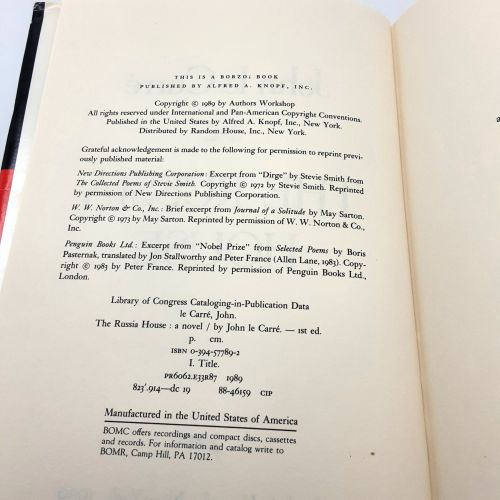 THIS IS A BORZOI BOOK
PUBLISHED BY ALFRED A. KNOPF, INC.
Copyright © 1989 by Authors Workshop
All rights reserved under International and Pan-American Copyright Conventions.
Published in the United States by Alfred A. Knopf, Inc., New York.
Distributed by Random House, Inc., New York.
Grateful acknowledgement is made to the following for permission to reprint previ-
ously published material:
New Directions Publishing Corporation: Excerpt from "Dirge" by Stevie Smith from
The Collected Poems of Stevie Smith. Copyright © 1972 by Stevie Smith. Reprinted
by permission of New Directions Publishing Corporation.
W. W. Norton & Co., Inc.: Brief excerpt from Journal of a Solitude by May Sarton.
Copyright © 1973 by May Sarton. Reprinted by permission of W. W. Norton & Co.,
Inc.
Penguin Books Ltd.: Excerpt from "Nobel Prize" from Selected Poems by Boris
Pasternak, translated by Jon Stallworthy and Peter France (Allen Lane, 1983). Copy-
right © 1983 by Peter France. Reprinted by permission of Penguin Books Ltd.,
London.
Library of Congress Cataloging-in-Publication Data
le Carré, John.
The Russia House : a novel / by John le Carré. — 1st ed.
p. cm.
ISBN 0-394-57789-2
I. Title.
PR6062.E33R87 1989
823'.914—dc 19 88-46159 CIP
Manufactured in the United States of America
BOMC offers recordings and compact discs, cassettes
and records. For information and catalog write to
BOMR, Camp Hill, PA 17012.